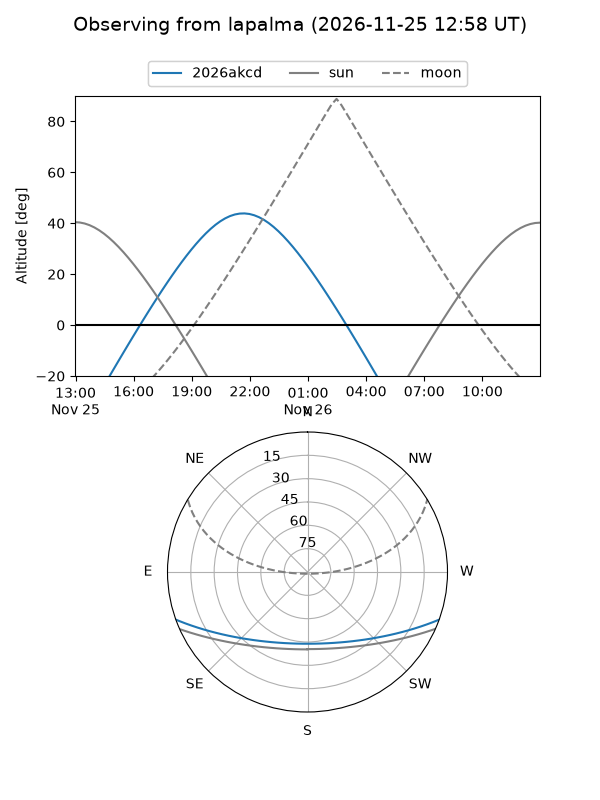 Observing from lapalma (2026-11-25 12:58 UT)
2026akcd sun moon
Altitude [deg]
80
60
40
20
0
−20
13:00 16:00 19:00 22:00 01:00 04:00 07:00 10:00
Nov 25 Nov 26
N
NE NW
15
30
45
60
75
E W
SE SW
S